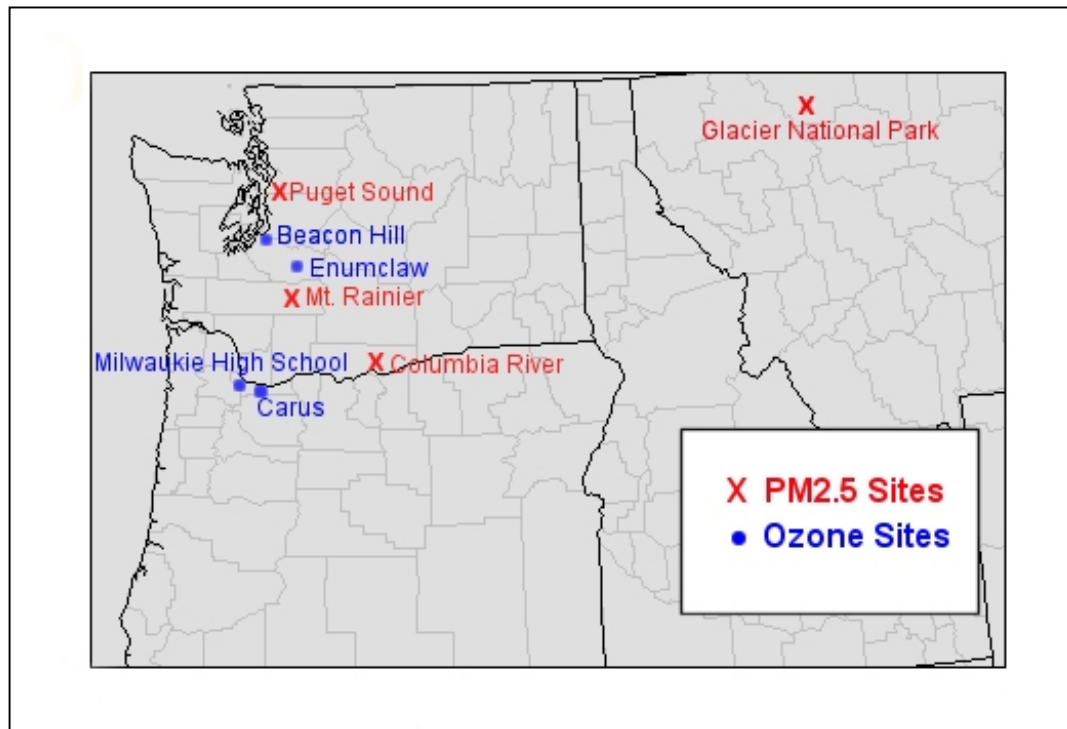 Glacier National Park
Puget Sound
Beacon Hill
Enumclaw
Mt. Rainier
Milwaukie High School
Columbia River
Carus
X PM2.5 Sites
Ozone Sites